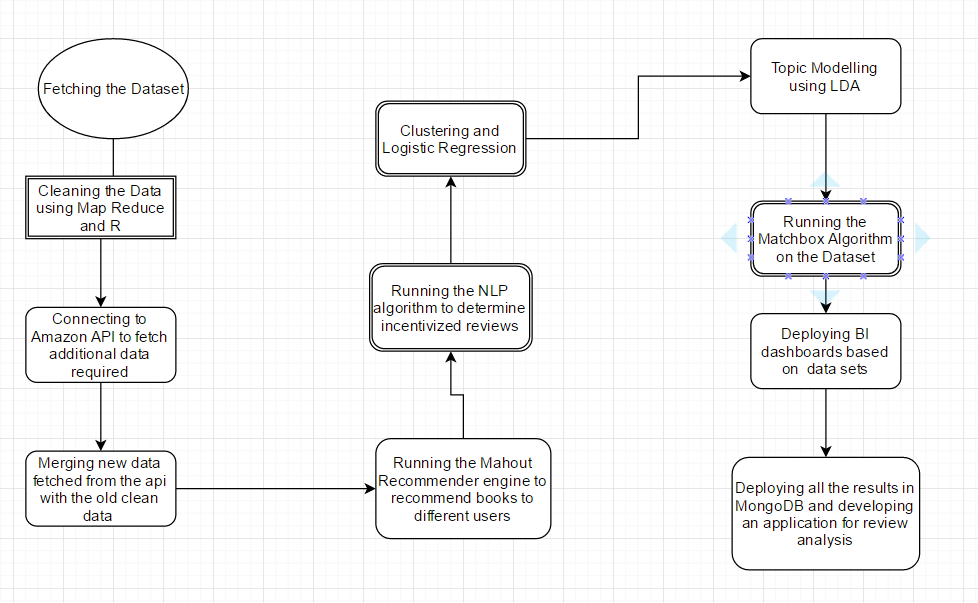 Fetching the Dataset
Cleaning the Data
using Map Reduce
and R
Connecting to
Amazon API to fetch
additional data
required
Merging new data
fetched from the api
with the old clean
data
Running the Mahout
Recommender engine to
recommend books to
different users
Running the NLP
algorithm to determine
incentivized reviews
Clustering and
Logistic Regression
Topic Modelling
using LDA
Running the
Matchbox Algorithm
on the Dataset
Deploying BI
dashboards based
on  data sets
Deploying all the results in
MongoDB and developing
an application for review
analysis